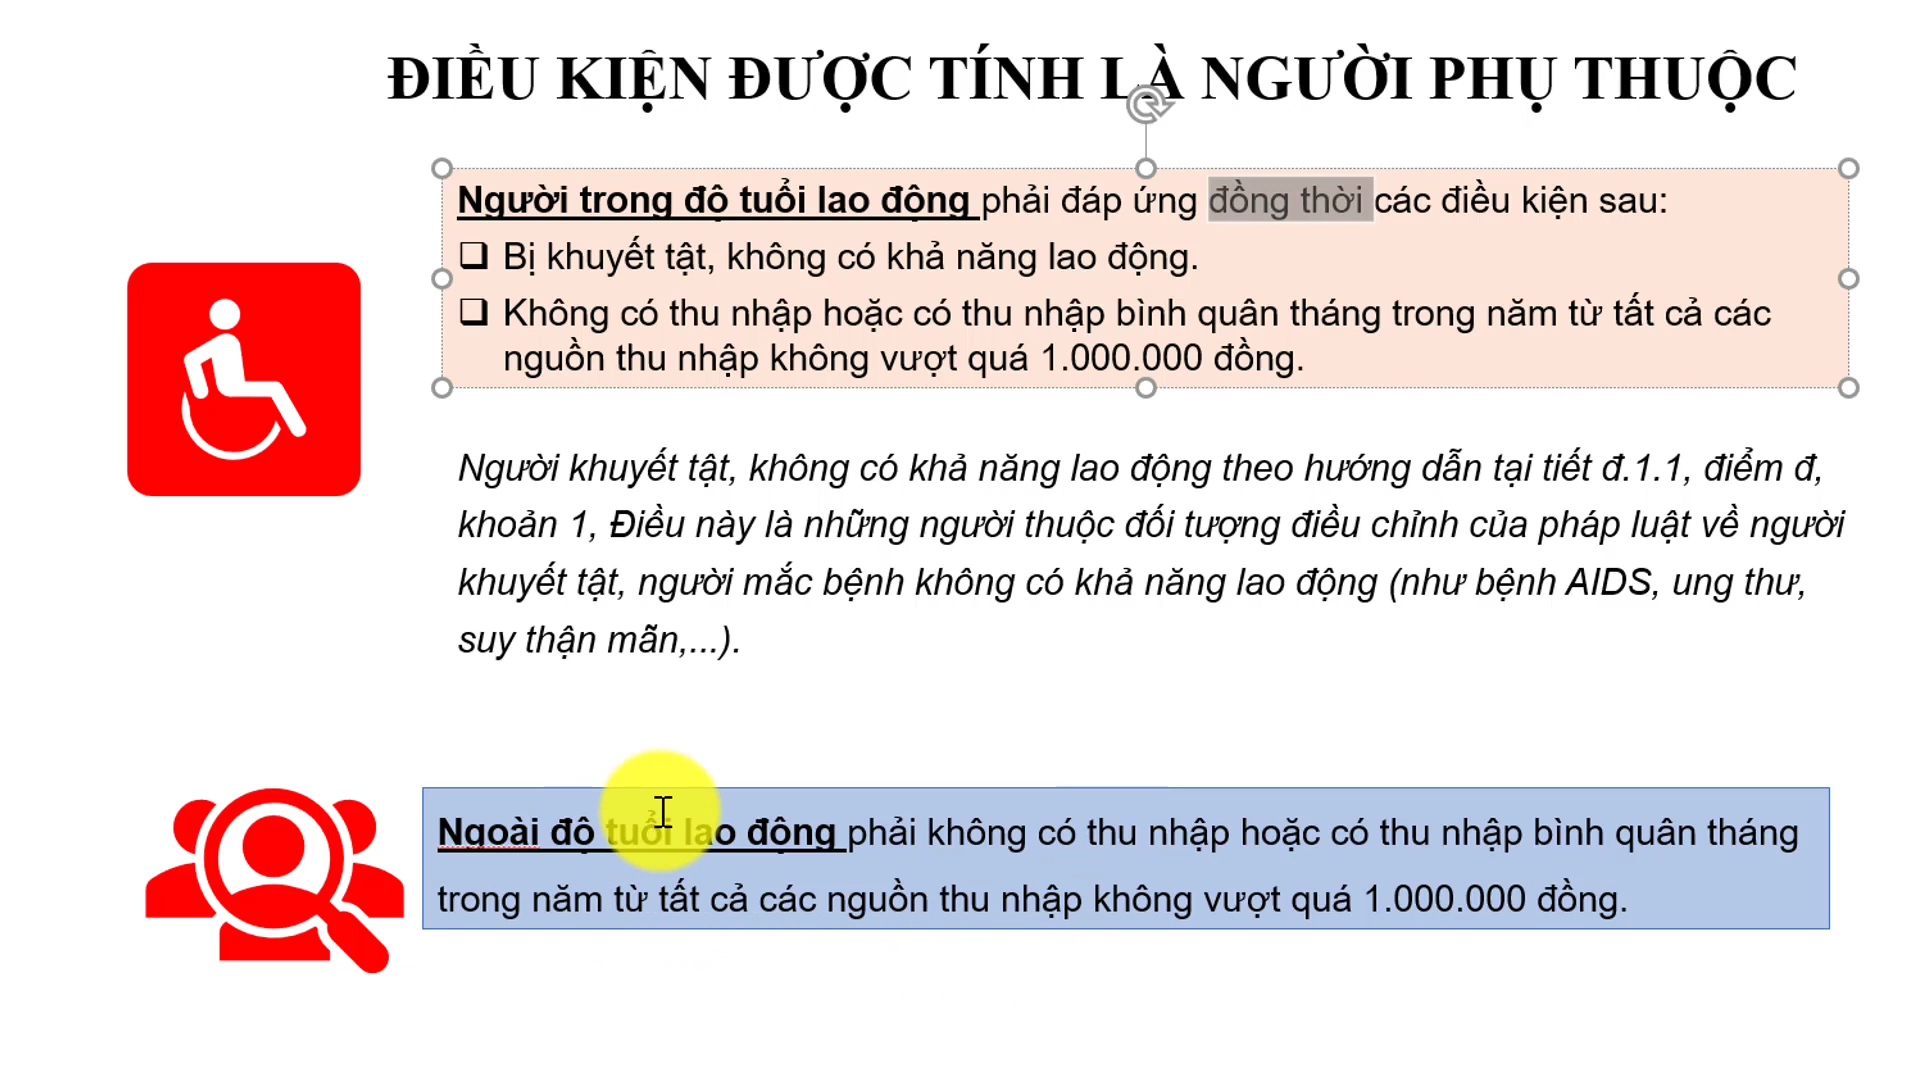 ĐIỀU KIỆN ĐƯỢC TÍNH LÀ NGƯỜI PHỤ THUỘC
Người trong độ tuổi lao động phải đáp ứng đồng thời các điều kiện sau:
❑ Bị khuyết tật, không có khả năng lao động.
❑ Không có thu nhập hoặc có thu nhập bình quân tháng trong năm từ tất cả các
nguồn thu nhập không vượt quá 1.000.000 đồng.
Người khuyết tật, không có khả năng lao động theo hướng dẫn tại tiết đ.1.1, điểm đ,
khoản 1, Điều này là những người thuộc đối tượng điều chỉnh của pháp luật về người
khuyết tật, người mắc bệnh không có khả năng lao động (như bệnh AIDS, ung thư,
suy thận mãn,...).
Ngoài độ tuổi lao động phải không có thu nhập hoặc có thu nhập bình quân tháng
trong năm từ tất cả các nguồn thu nhập không vượt quá 1.000.000 đồng.